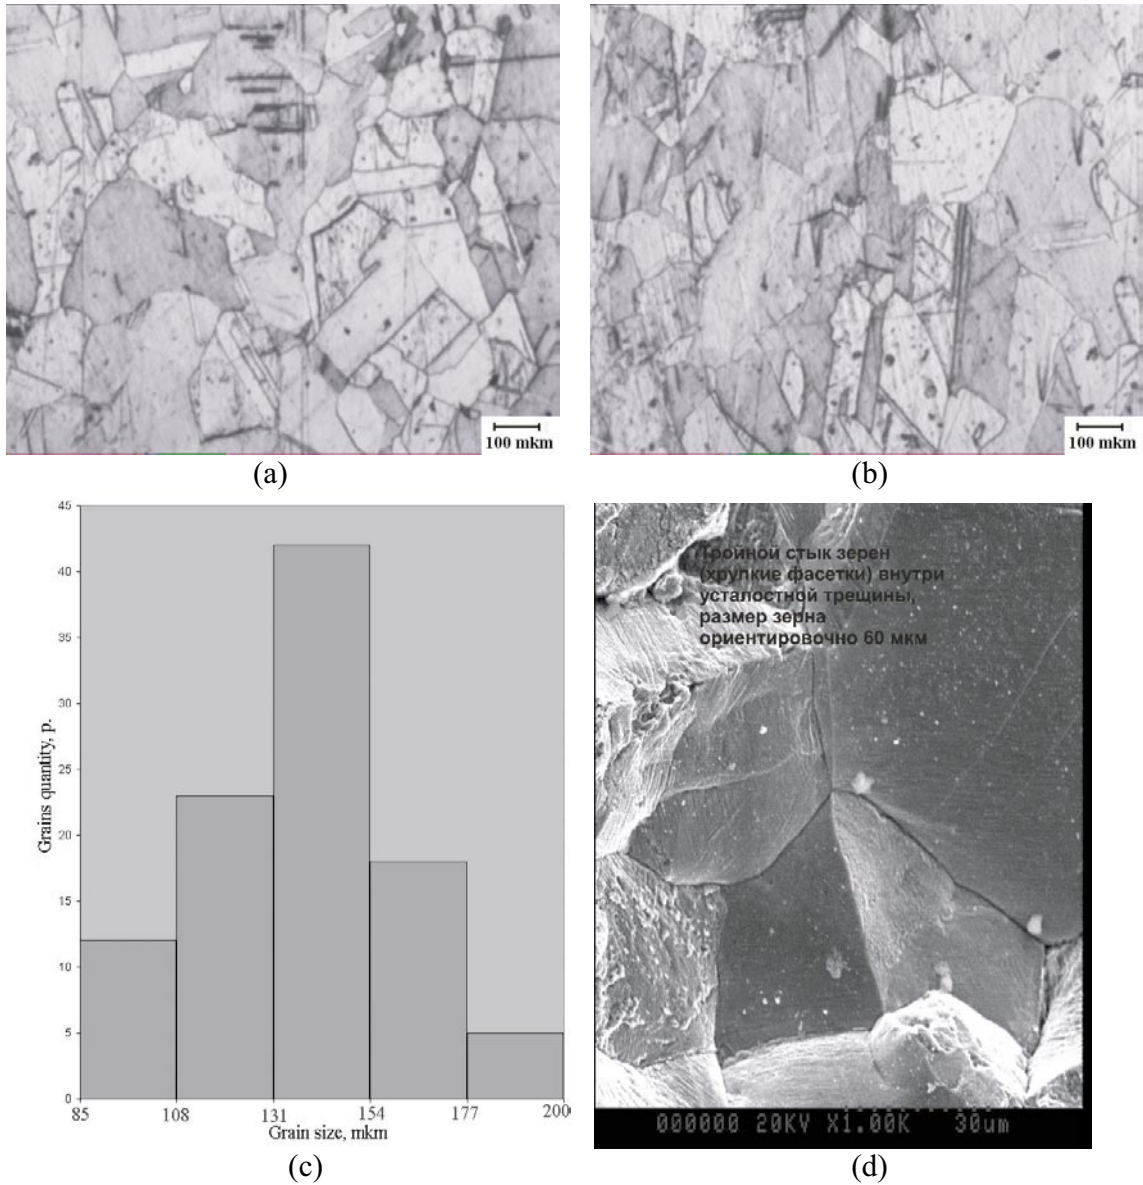 100 mkm
100 mkm
(a)
(b)
45
40
35
30
25
20
15
10
5
0
Grains quantity, p.
85 108 131 154 177 200
Grain size, mkm
(c)
Тройной стык зерен
(хрупкие фасетки) внутри
усталостной трещины,
размер зерна
ориентировочно 60 мкм
000000 20KV X1.00K 30um
(d)